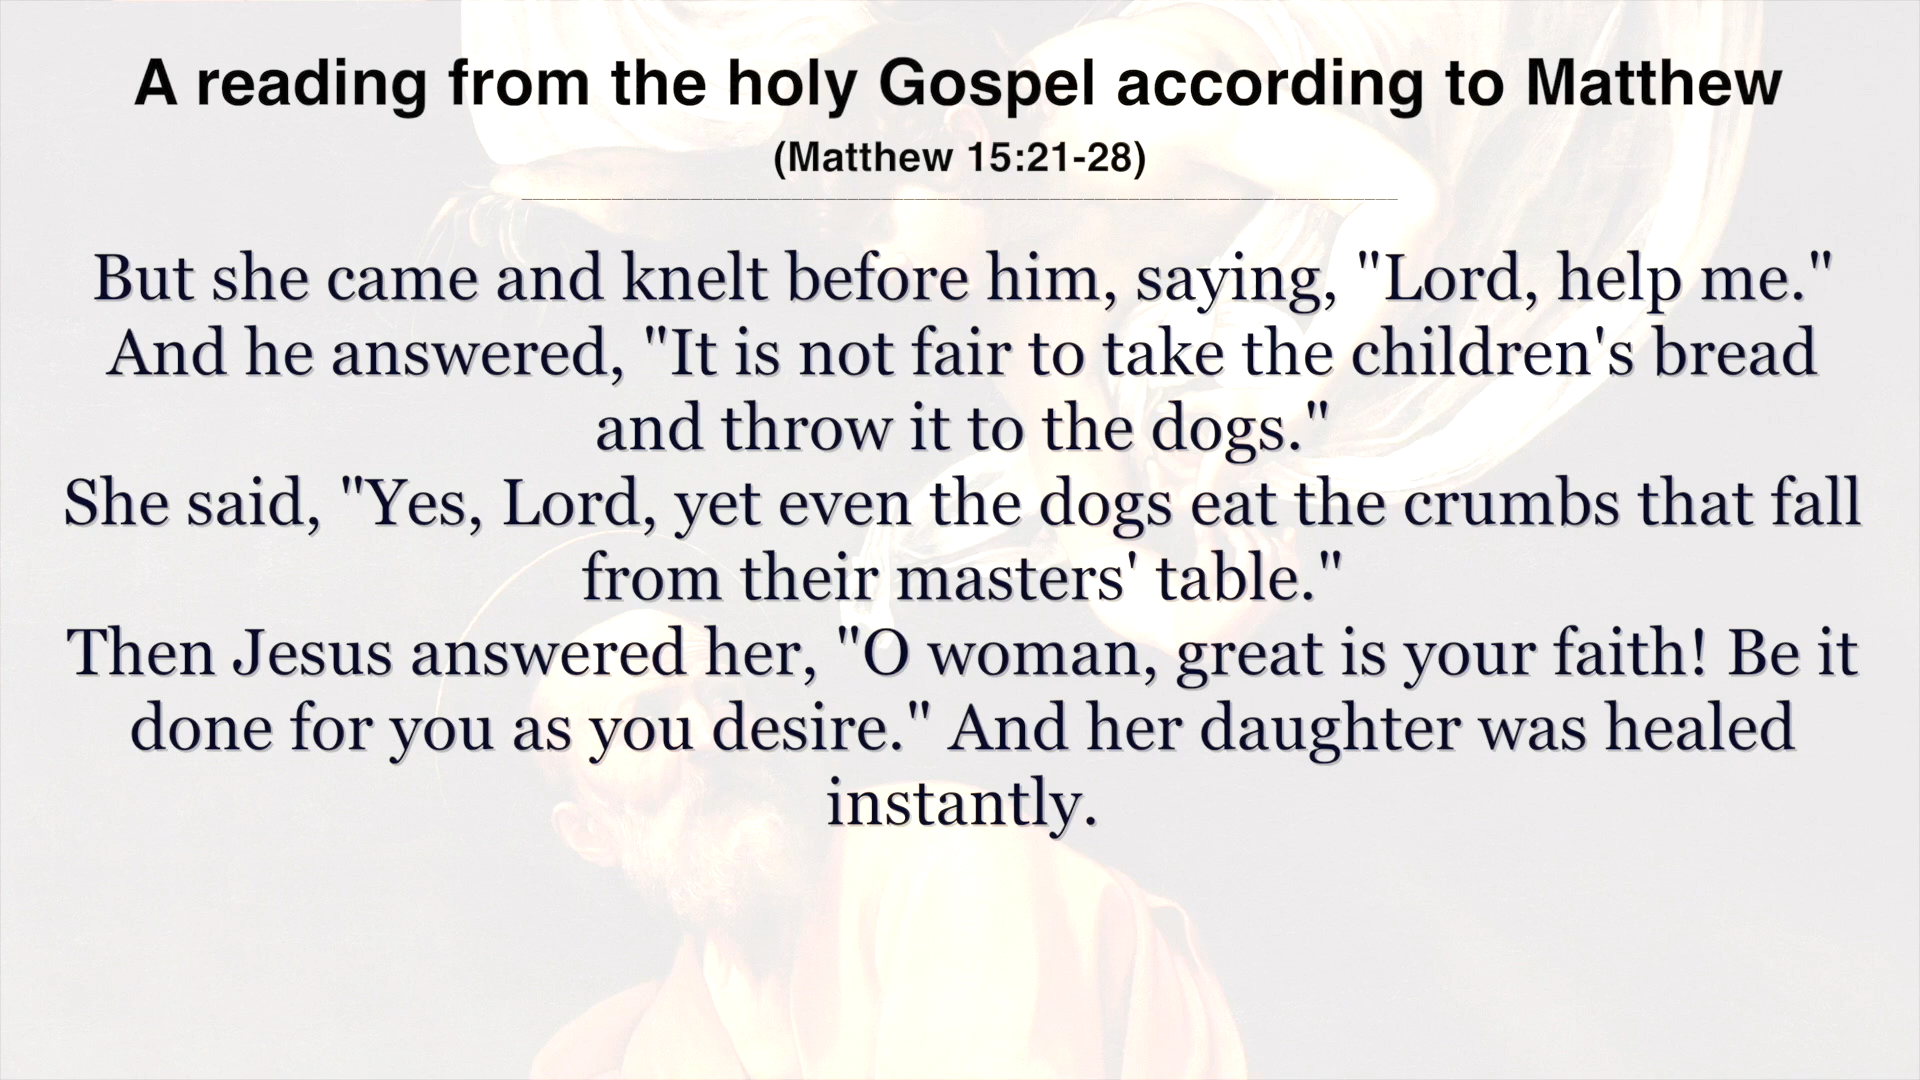 A reading from the holy Gospel according to Matthew
(Matthew 15:21-28)
But she came and knelt before him, saying, "Lord, help me."
And he answered, "It is not fair to take the children's bread
and throw it to the dogs."
She said, "Yes, Lord, yet even the dogs eat the crumbs that fall
from their masters' table."
Then Jesus answered her, "O woman, great is your faith! Be it
done for you as you desire." And her daughter was healed
instantly.